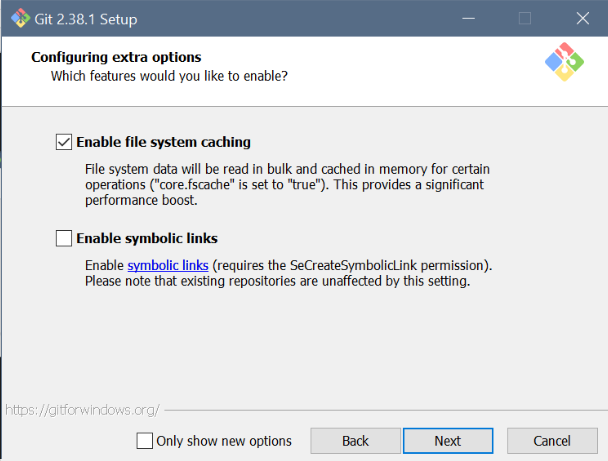 Git 2.38.1 Setup
Configuring extra options
Which features would you like to enable?
Enable file system caching
File system data will be read in bulk and cached in memory for certain
operations ("core.fscache" is set to "true"). This provides a significant
performance boost.
Enable symbolic links
Enable symbolic links (requires the SeCreateSymbolicLink permission).
Please note that existing repositories are unaffected by this setting.
https://gitforwindows.org/
Only show new options Back Next Cancel